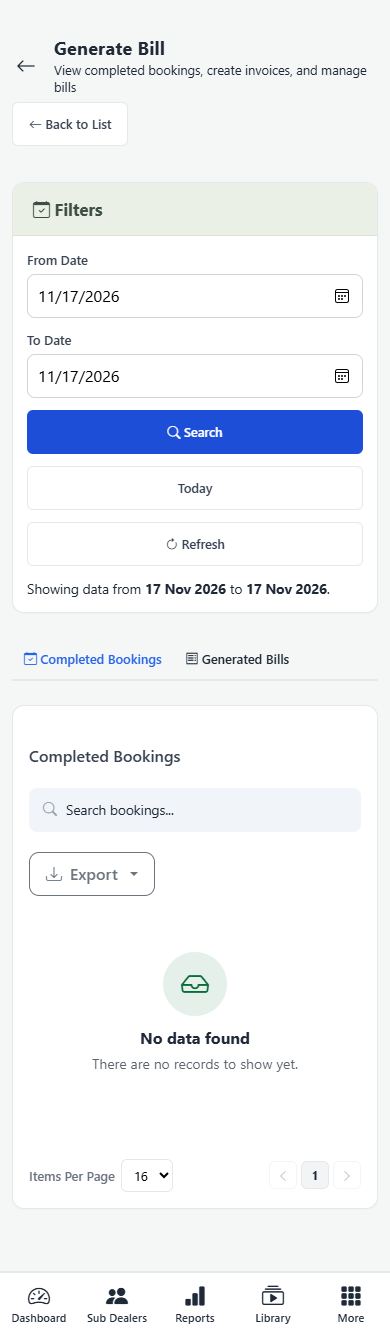 Generate Bill
View completed bookings, create invoices, and manage
bills
← Back to List
Filters
From Date
11/17/2026
To Date
11/17/2026
Search
Today
Refresh
Showing data from 17 Nov 2026 to 17 Nov 2026.
Completed Bookings Generated Bills
Completed Bookings
Search bookings...
Export
No data found
There are no records to show yet.
Items Per Page 16 1
Dashboard Sub Dealers Reports Library More